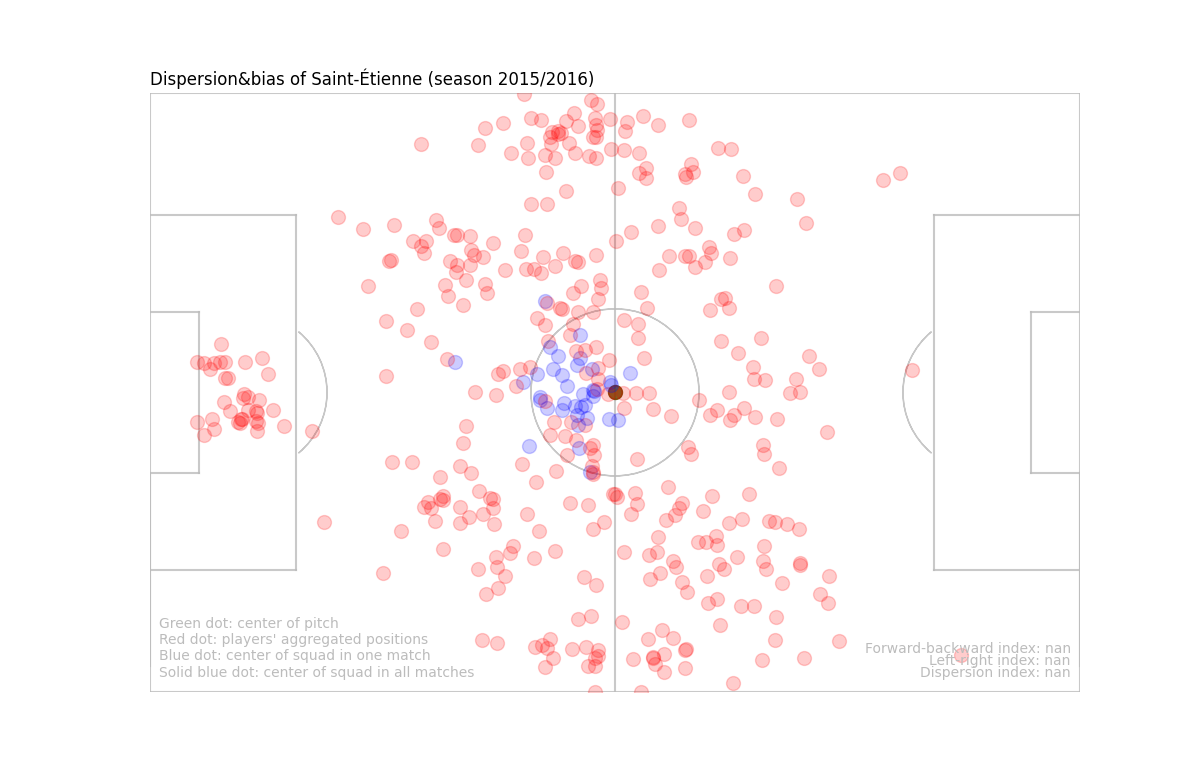 Dispersion&bias of Saint-Étienne (season 2015/2016)
Green dot: center of pitch
Red dot: players' aggregated positions
Blue dot: center of squad in one match
Solid blue dot: center of squad in all matches
Forward-backward index: nan
Left-right index: nan
Dispersion index: nan